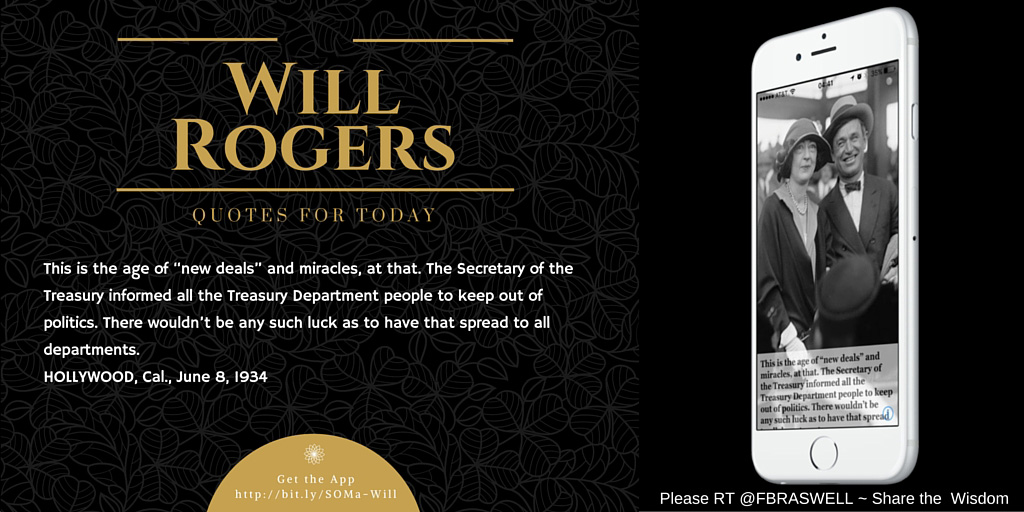 WILL
ROGERS
QUOTES FOR TODAY
This is the age of "new deals" and miracles, at that. The Secretary of the
Treasury informed all the Treasury Department people to keep out of
politics. There wouldn't be any such luck as to have that spread to all
departments.
HOLLYWOOD, Cal., June 8, 1934
Get the App
http://bit.ly/SOMa-Will
AT&T
04:41
35%
This is the age of "new deals" and
miracles, at that. The Secretary of
the Treasury informed all the
Treasury Department people to keep
out of politics. There wouldn't be
any such luck as to have that spread
Please RT @FBRASWELL ~ Share the Wisdom